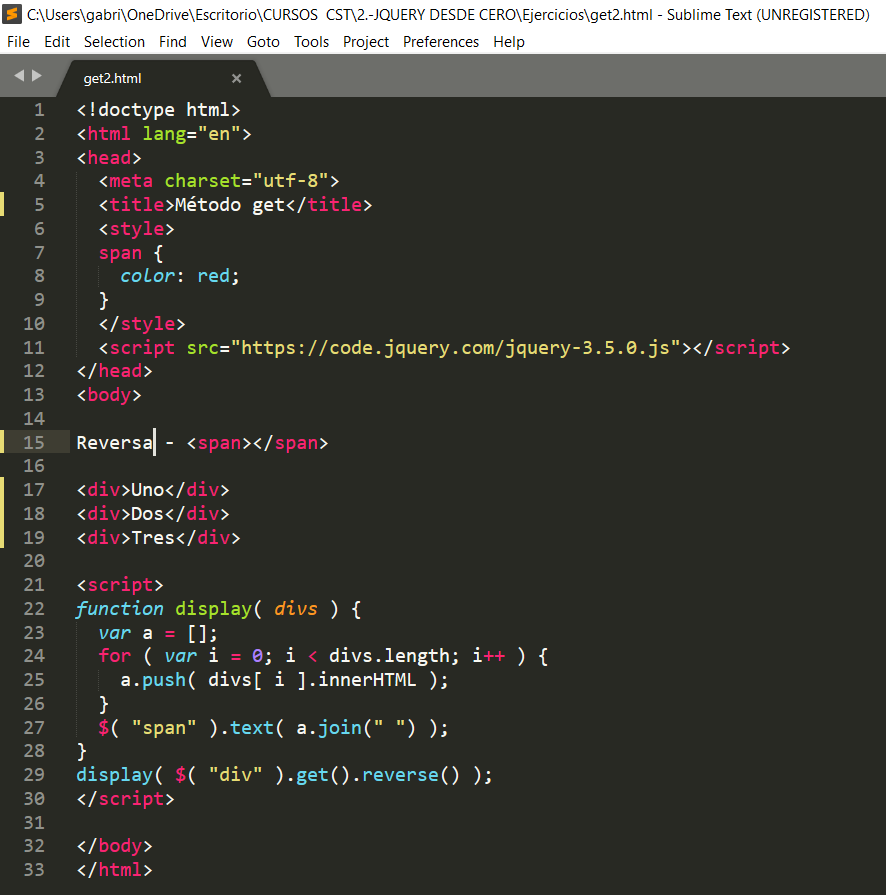 C:\Users\gabri\OneDrive\Escritorio\CURSOS  CST\2.-JQUERY DESDE CERO\Ejercicios\get2.html - Sublime Text (UNREGISTERED)
File Edit Selection Find View Goto Tools Project Preferences Help
get2.html ×
1 <!doctype html>
2 <html lang="en">
3 <head>
4   <meta charset="utf-8">
5   <title>Método get</title>
6   <style>
7   span {
8     color: red;
9   }
10   </style>
11   <script src="https://code.jquery.com/jquery-3.5.0.js"></script>
12 </head>
13 <body>
14
15 Reversa - <span></span>
16
17 <div>Uno</div>
18 <div>Dos</div>
19 <div>Tres</div>
20
21 <script>
22 function display( divs ) {
23   var a = [];
24   for ( var i = 0; i < divs.length; i++ ) {
25     a.push( divs[ i ].innerHTML );
26   }
27   $( "span" ).text( a.join(" ") );
28 }
29 display( $( "div" ).get().reverse() );
30 </script>
31
32 </body>
33 </html>